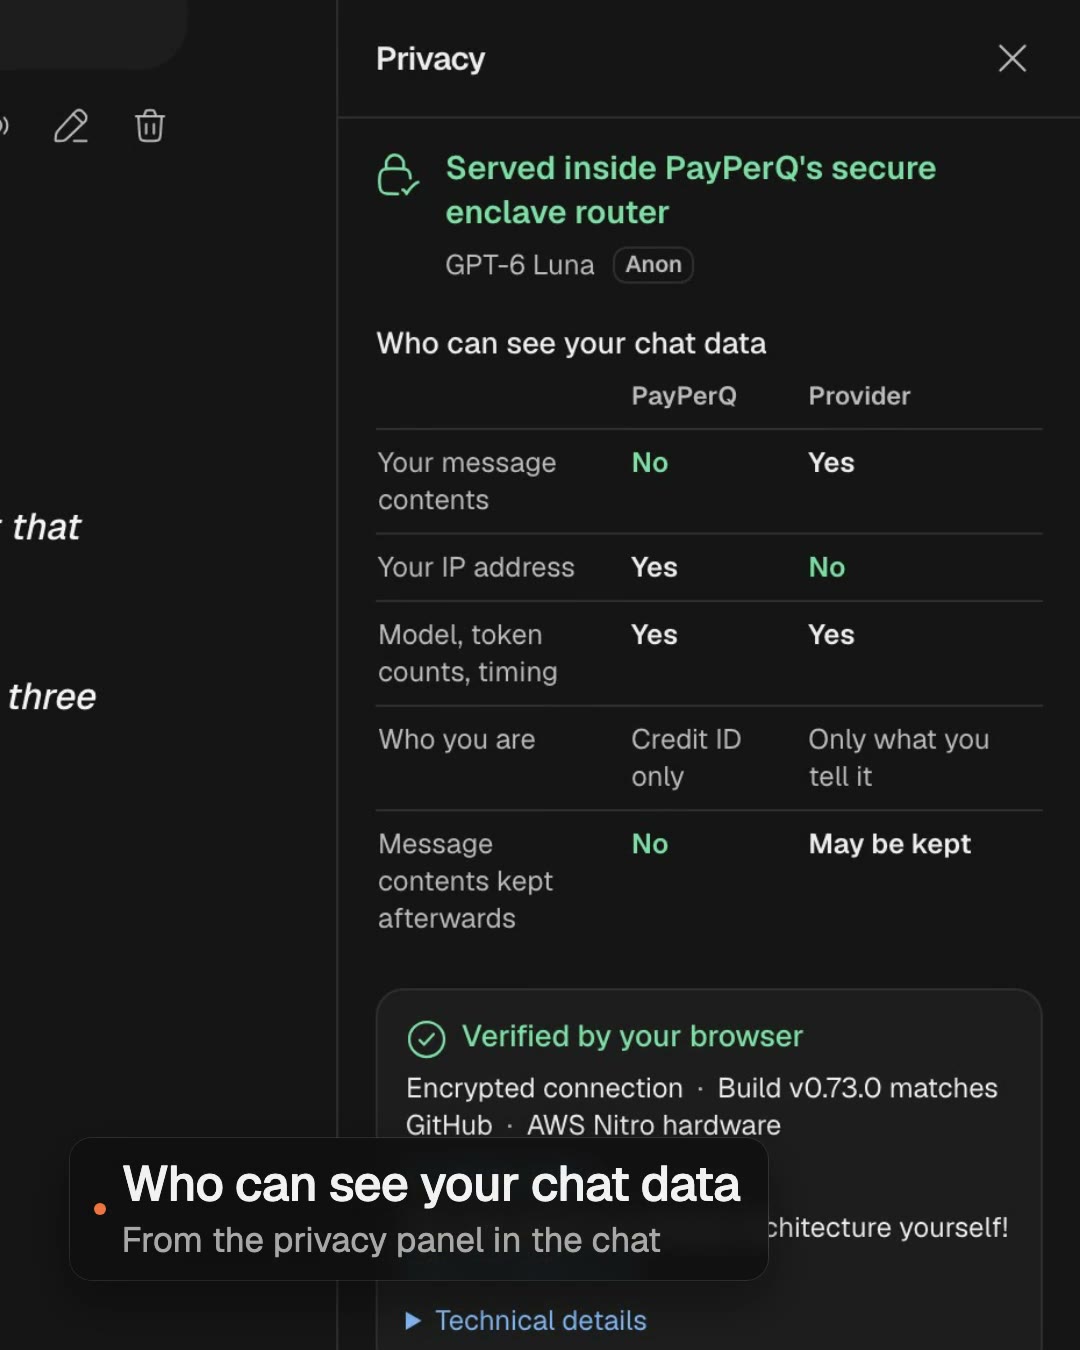 Privacy
Served inside PayPerQ's secure
enclave router
GPT-6 Luna Anon
Who can see your chat data
PayPerQ Provider
Your message No Yes
contents
that
Your IP address Yes No
Model, token Yes Yes
counts, timing
three
Who you are Credit ID Only what you
only tell it
Message No May be kept
contents kept
afterwards
Verified by your browser
Encrypted connection · Build v0.73.0 matches
GitHub · AWS Nitro hardware
Who can see your chat data
yourself!
From the privacy panel in the chat
Technical details